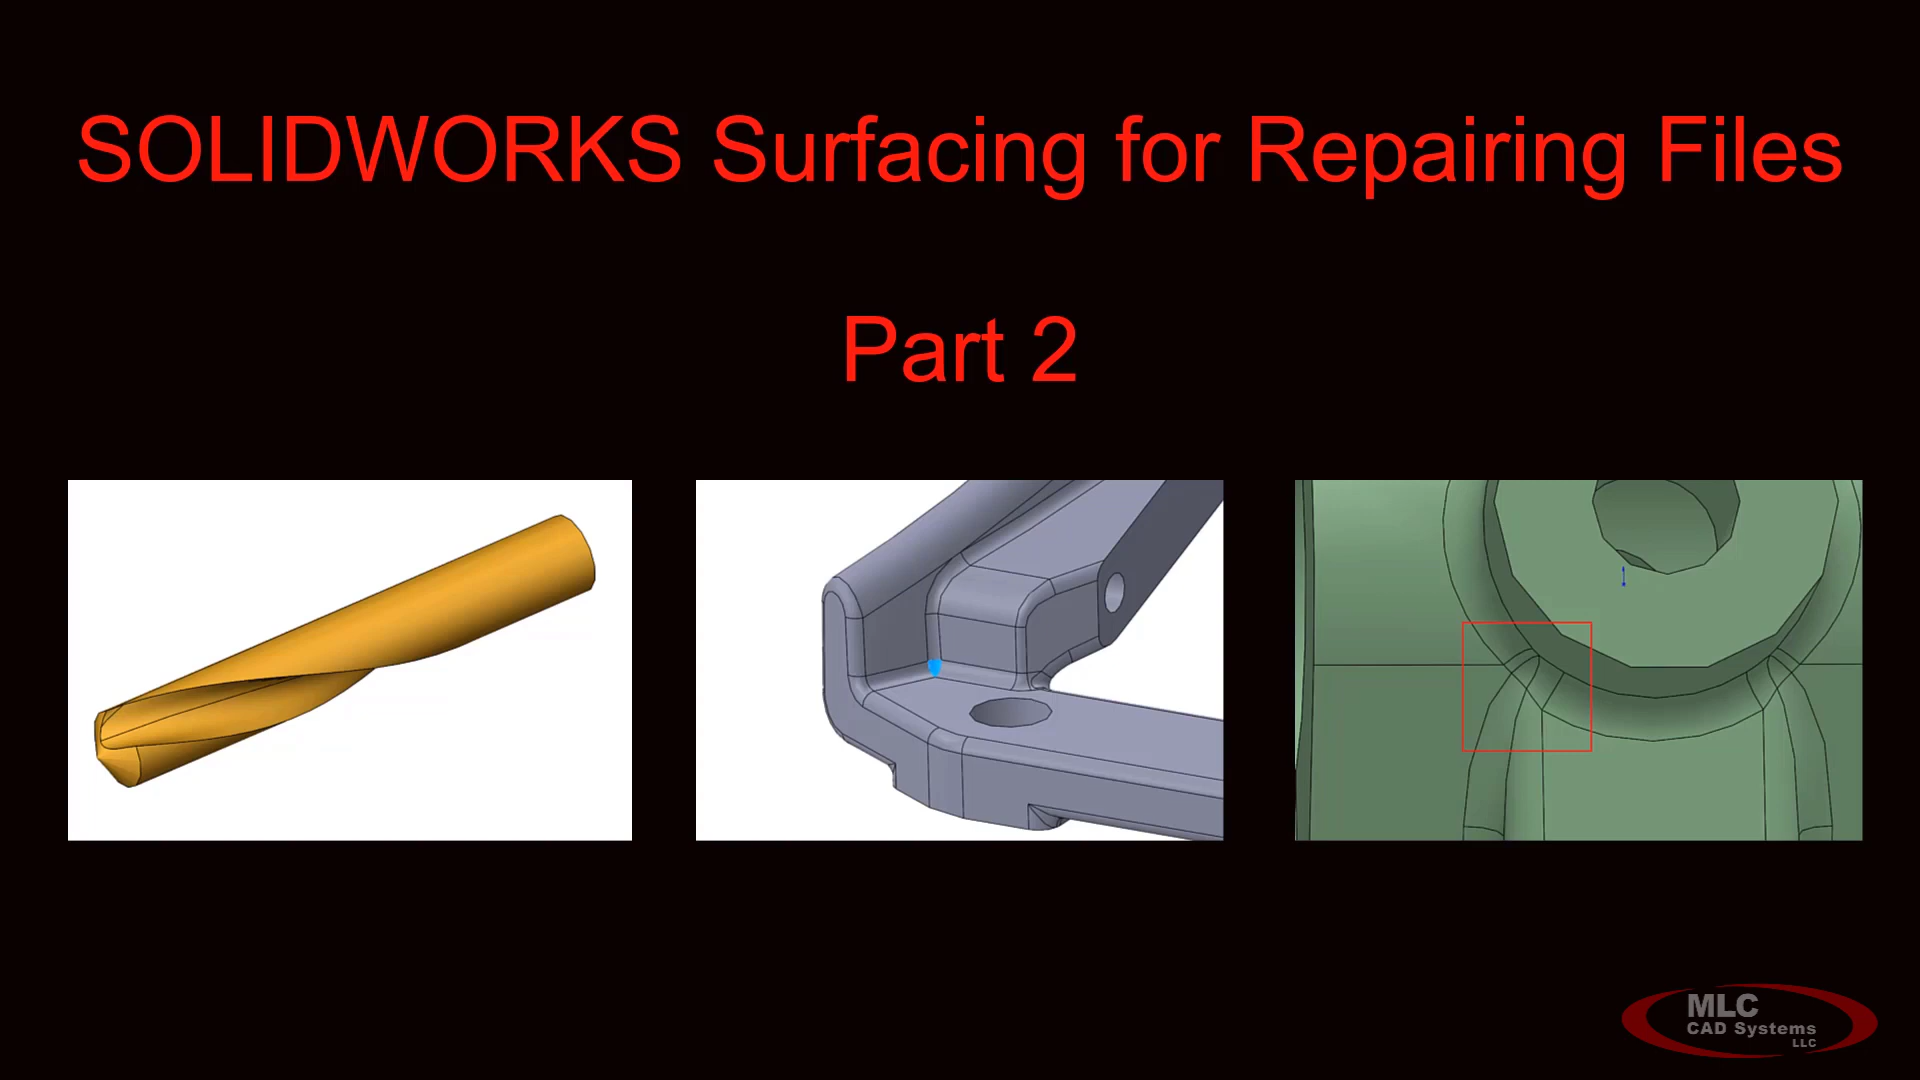 SOLIDWORKS Surfacing for Repairing Files
Part 2
MLC
CAD Systems
LLC